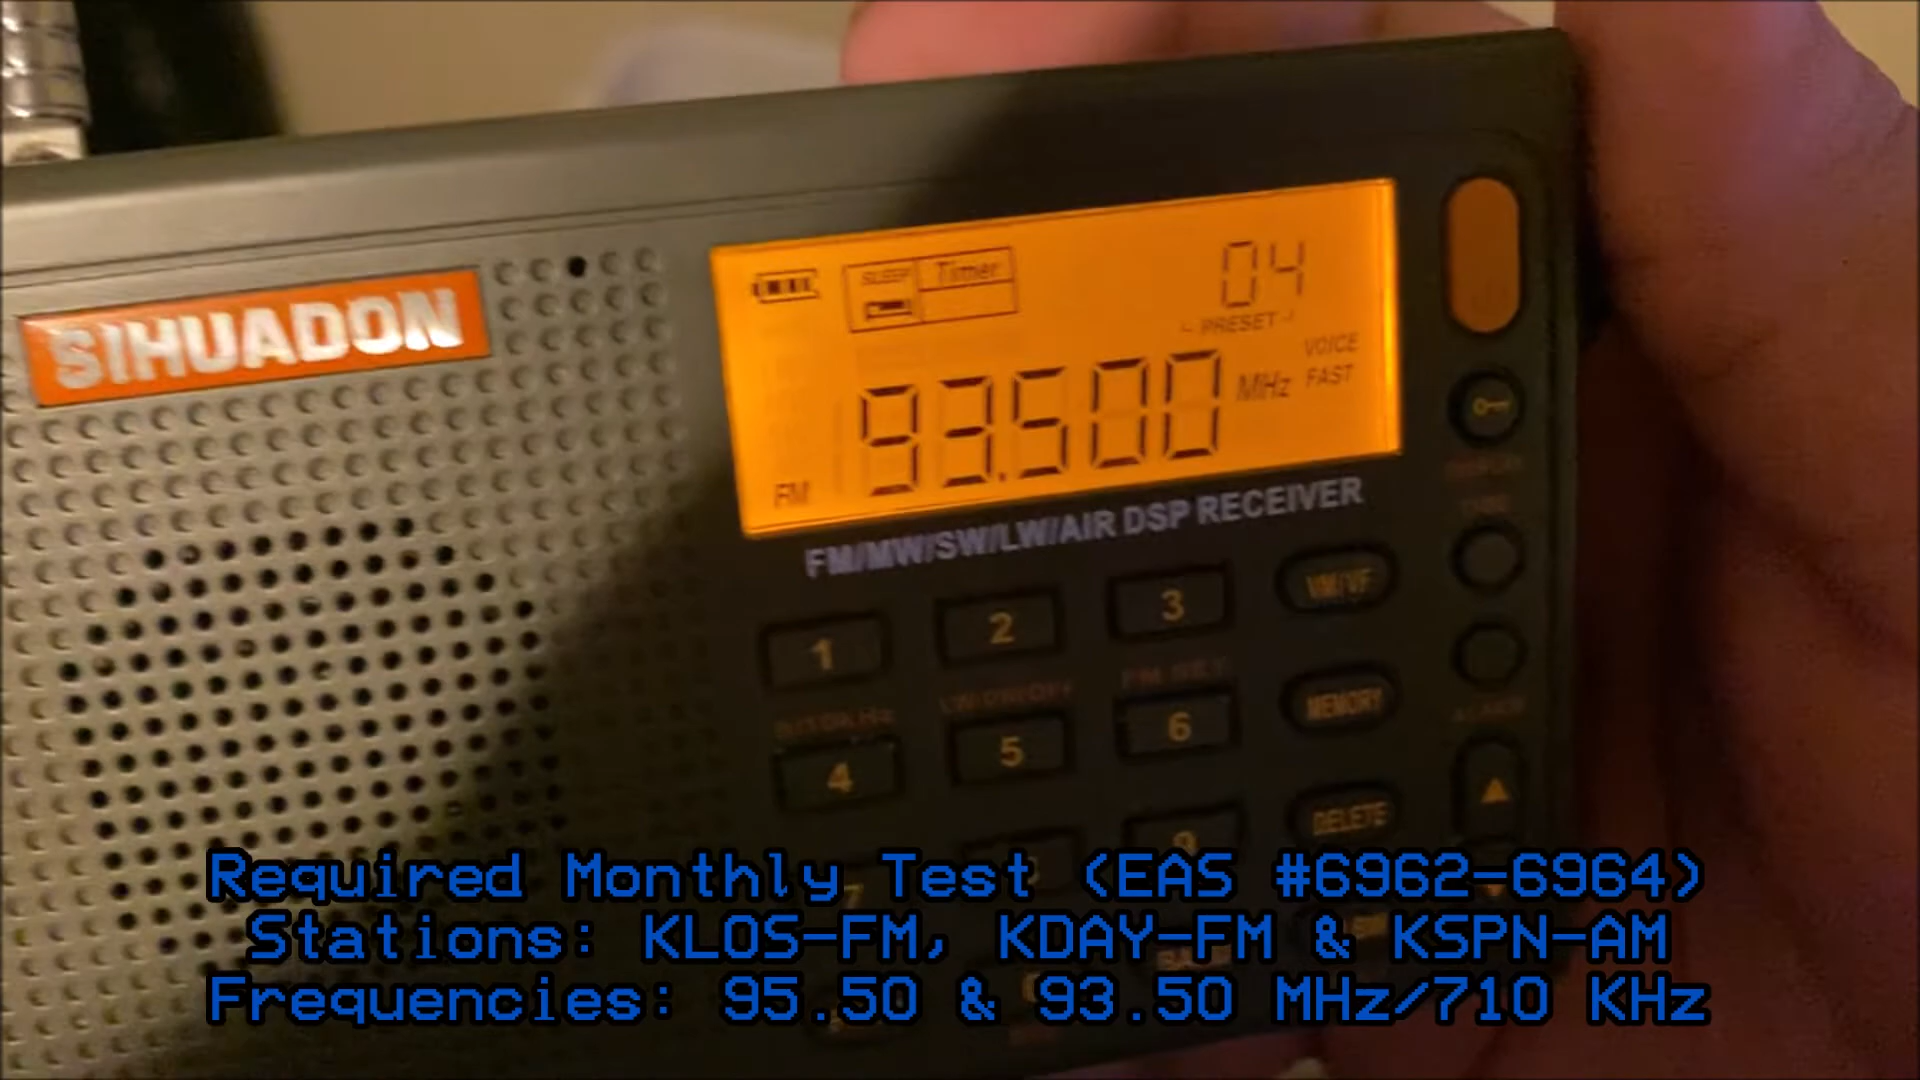 SIHUADON
SLEEP Timer
04
PRESET
VOICE
93.500 MHz FAST
FM
FM/MW/SW/LW/AIR DSP RECEIVER
1 2 3 VM/VF
4 5 6 MEMORY
DELETE
Required Monthly Test (EAS #6962-6964)
Stations: KLOS-FM, KDAY-FM & KSPN-AM
Frequencies: 95.50 & 93.50 MHz/710 KHz